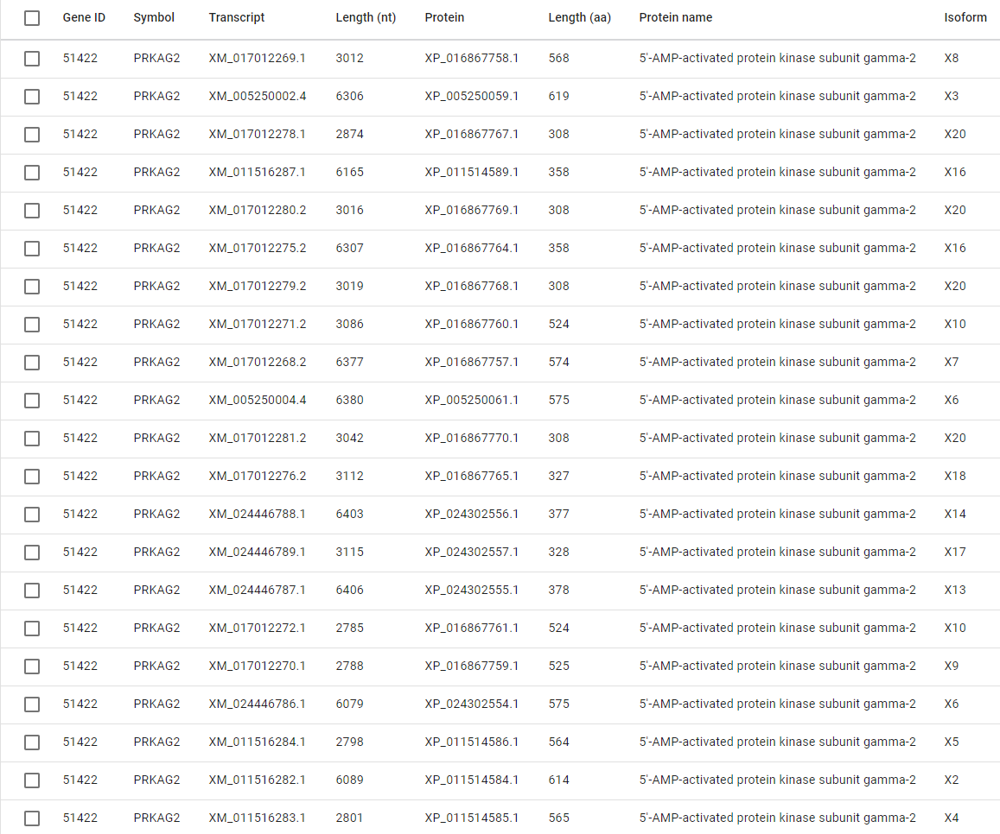 Gene ID Symbol Transcript Length (nt) Protein Length (aa) Protein name Isoform
51422 PRKAG2 XM_017012269.1 3012 XP_016867758.1 568 5'-AMP-activated protein kinase subunit gamma-2 X8
51422 PRKAG2 XM_005250002.4 6306 XP_005250059.1 619 5'-AMP-activated protein kinase subunit gamma-2 X3
51422 PRKAG2 XM_017012278.1 2874 XP_016867767.1 308 5'-AMP-activated protein kinase subunit gamma-2 X20
51422 PRKAG2 XM_011516287.1 6165 XP_011514589.1 358 5'-AMP-activated protein kinase subunit gamma-2 X16
51422 PRKAG2 XM_017012280.2 3016 XP_016867769.1 308 5'-AMP-activated protein kinase subunit gamma-2 X20
51422 PRKAG2 XM_017012275.2 6307 XP_016867764.1 358 5'-AMP-activated protein kinase subunit gamma-2 X16
51422 PRKAG2 XM_017012279.2 3019 XP_016867768.1 308 5'-AMP-activated protein kinase subunit gamma-2 X20
51422 PRKAG2 XM_017012271.2 3086 XP_016867760.1 524 5'-AMP-activated protein kinase subunit gamma-2 X10
51422 PRKAG2 XM_017012268.2 6377 XP_016867757.1 574 5'-AMP-activated protein kinase subunit gamma-2 X7
51422 PRKAG2 XM_005250004.4 6380 XP_005250061.1 575 5'-AMP-activated protein kinase subunit gamma-2 X6
51422 PRKAG2 XM_017012281.2 3042 XP_016867770.1 308 5'-AMP-activated protein kinase subunit gamma-2 X20
51422 PRKAG2 XM_017012276.2 3112 XP_016867765.1 327 5'-AMP-activated protein kinase subunit gamma-2 X18
51422 PRKAG2 XM_024446788.1 6403 XP_024302556.1 377 5'-AMP-activated protein kinase subunit gamma-2 X14
51422 PRKAG2 XM_024446789.1 3115 XP_024302557.1 328 5'-AMP-activated protein kinase subunit gamma-2 X17
51422 PRKAG2 XM_024446787.1 6406 XP_024302555.1 378 5'-AMP-activated protein kinase subunit gamma-2 X13
51422 PRKAG2 XM_017012272.1 2785 XP_016867761.1 524 5'-AMP-activated protein kinase subunit gamma-2 X10
51422 PRKAG2 XM_017012270.1 2788 XP_016867759.1 525 5'-AMP-activated protein kinase subunit gamma-2 X9
51422 PRKAG2 XM_024446786.1 6079 XP_024302554.1 575 5'-AMP-activated protein kinase subunit gamma-2 X6
51422 PRKAG2 XM_011516284.1 2798 XP_011514586.1 564 5'-AMP-activated protein kinase subunit gamma-2 X5
51422 PRKAG2 XM_011516282.1 6089 XP_011514584.1 614 5'-AMP-activated protein kinase subunit gamma-2 X2
51422 PRKAG2 XM_011516283.1 2801 XP_011514585.1 565 5'-AMP-activated protein kinase subunit gamma-2 X4